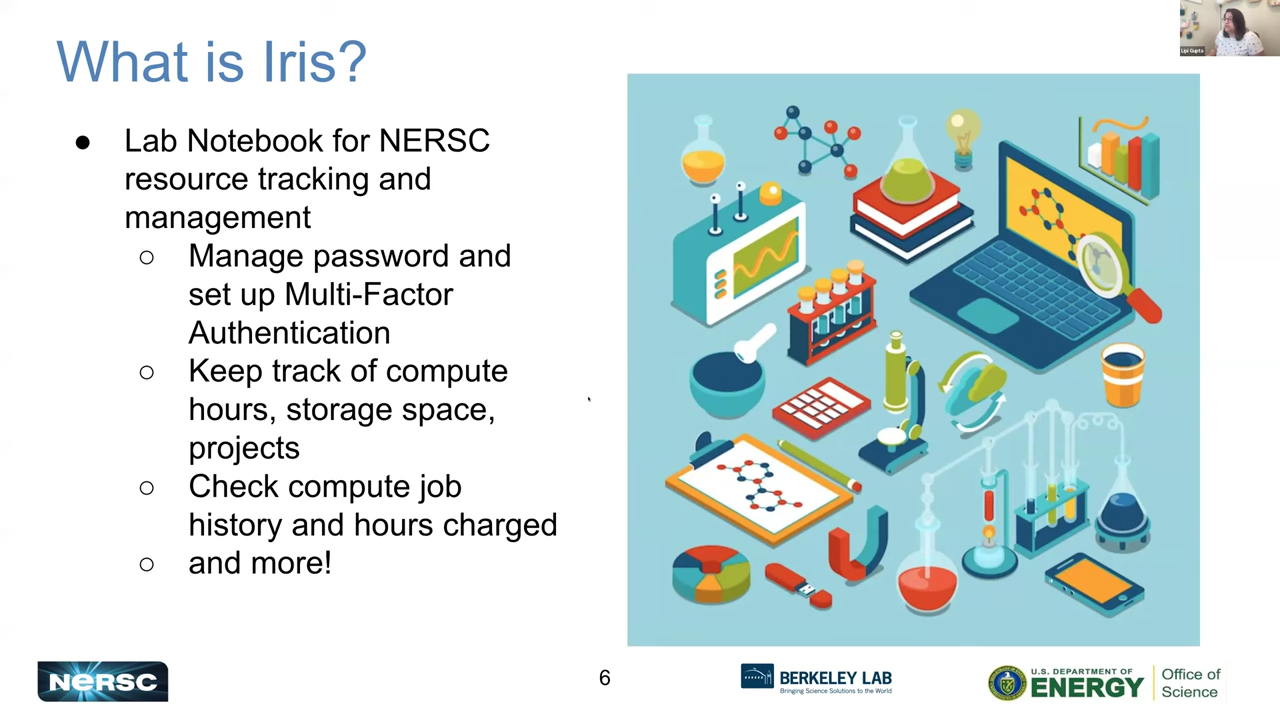 What is Iris?
● Lab Notebook for NERSC
resource tracking and
management
○ Manage password and
set up Multi-Factor
Authentication
○ Keep track of compute
hours, storage space,
projects
○ Check compute job
history and hours charged
○ and more!
Lipi Gupta
NERSC
6
BERKELEY LAB
Bringing Science Solutions to the World
U.S. DEPARTMENT OF
ENERGY
Office of
Science